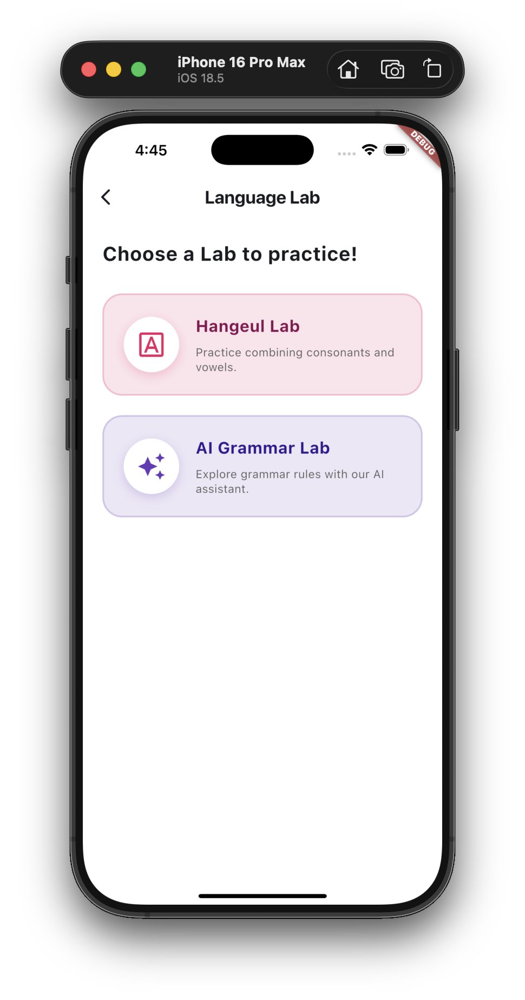 iPhone 16 Pro Max
iOS 18.5
4:45
DEBUG
Language Lab
Choose a Lab to practice!
A
Hangeul Lab
Practice combining consonants and
vowels.
AI Grammar Lab
Explore grammar rules with our AI
assistant.